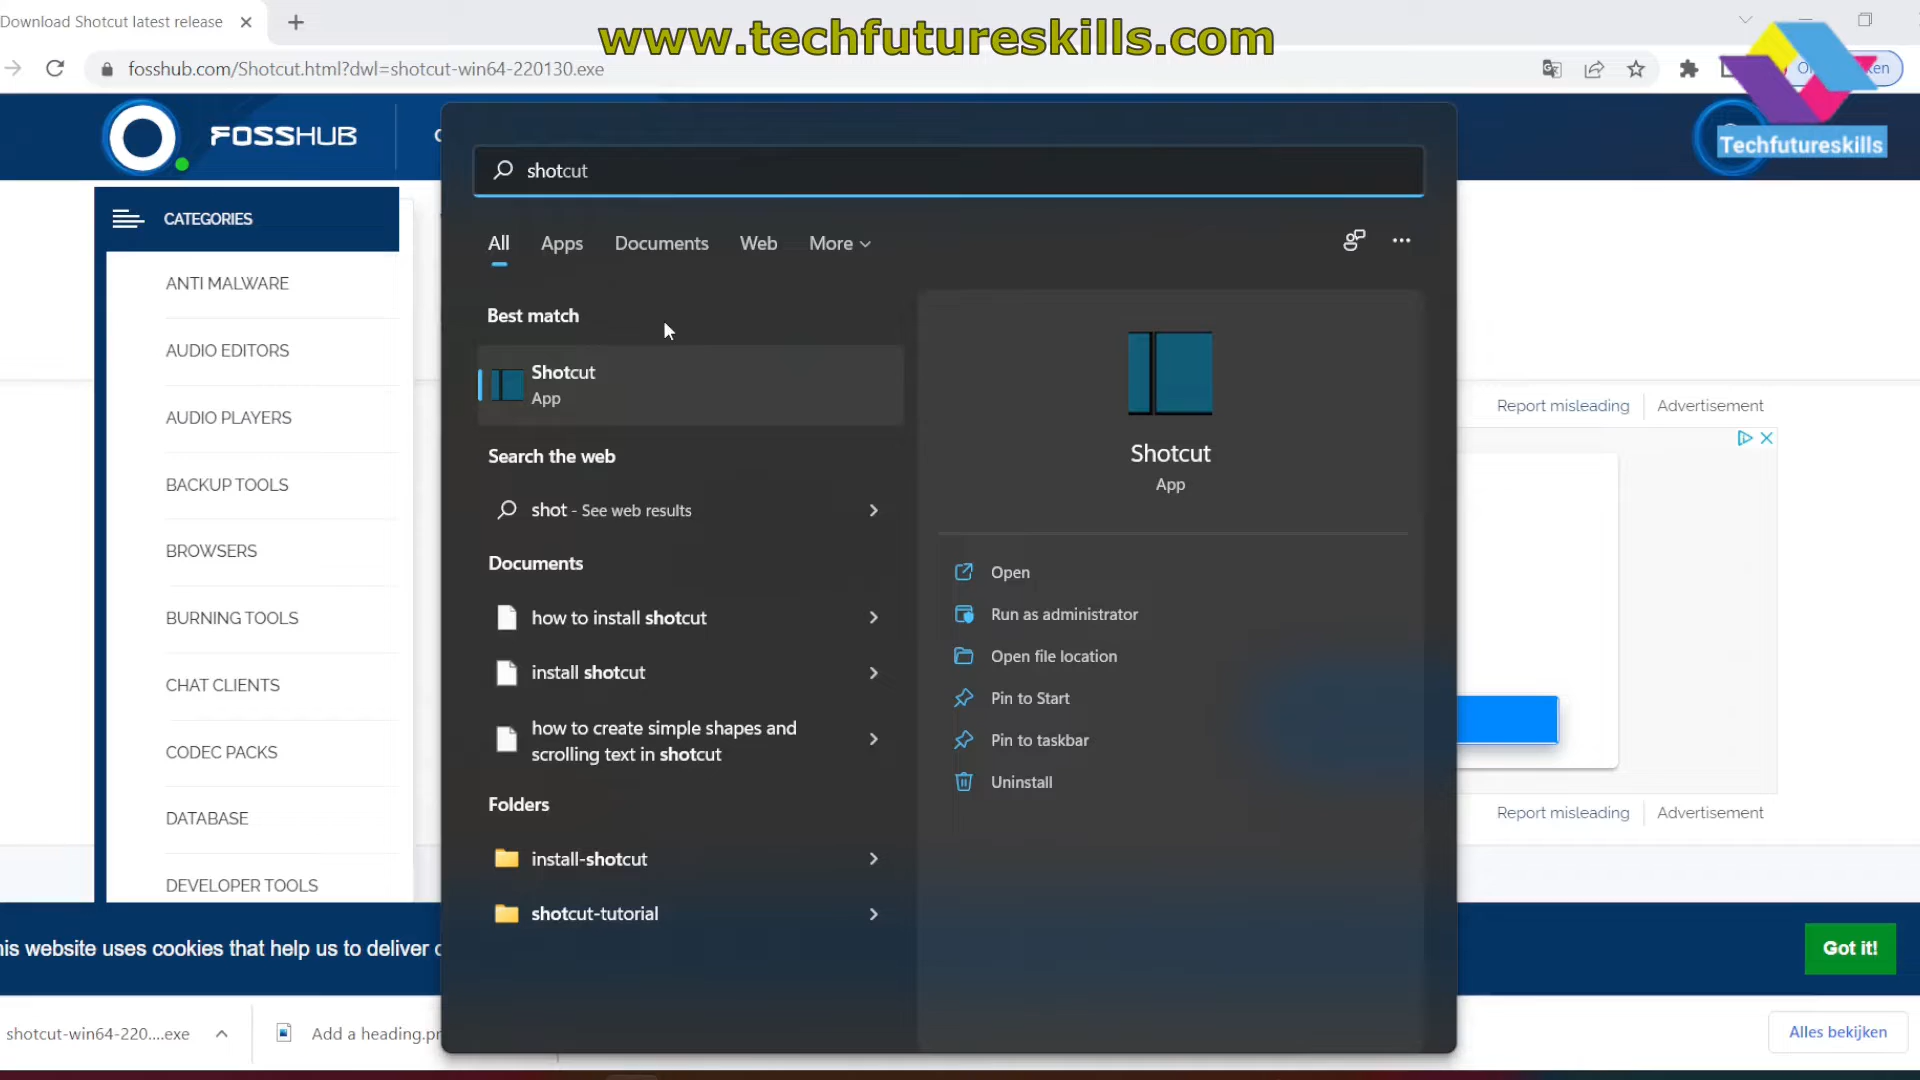 Download Shotcut latest release
www.techfutureskills.com
fosshub.com/Shotcut.html?dwl=shotcut-win64-220130.exe
FOSSHUB
Techfutureskills
shotcut
CATEGORIES
All Apps Documents Web More
ANTI MALWARE
AUDIO EDITORS
AUDIO PLAYERS
BACKUP TOOLS
BROWSERS
BURNING TOOLS
CHAT CLIENTS
CODEC PACKS
DATABASE
DEVELOPER TOOLS
Best match
Shotcut
App
Search the web
shot - See web results
Documents
how to install shotcut
install shotcut
how to create simple shapes and
scrolling text in shotcut
Folders
install-shotcut
shotcut-tutorial
Shotcut
App
Open
Run as administrator
Open file location
Pin to Start
Pin to taskbar
Uninstall
Report misleading Advertisement
Report misleading Advertisement
his website uses cookies that help us to deliver
Got it!
shotcut-win64-220....exe
Add a heading.pr
Alles bekijken